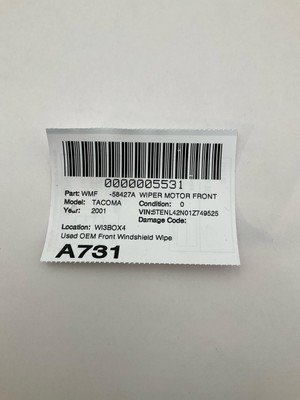 0000005531
Part: WMF -58427A WIPER MOTOR FRONT
Model: TACOMA Condition: 0
Year: 2001 VIN:5TENL42N01Z749525
Damage Code:
Location: WI3BOX4
Used OEM Front Windshield Wipe
A731